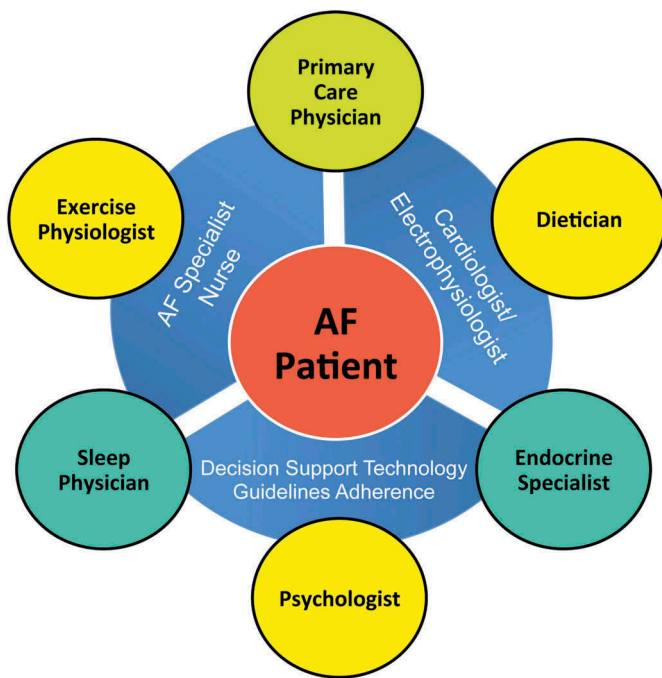 Primary
Care
Physician
Exercise
Physiologist
AF Specialist
Nurse
Cardiologist/
Electrophysiologist
Dietician
AF
Patient
Sleep
Physician
Decision Support Technology
Guidelines Adherence
Endocrine
Specialist
Psychologist